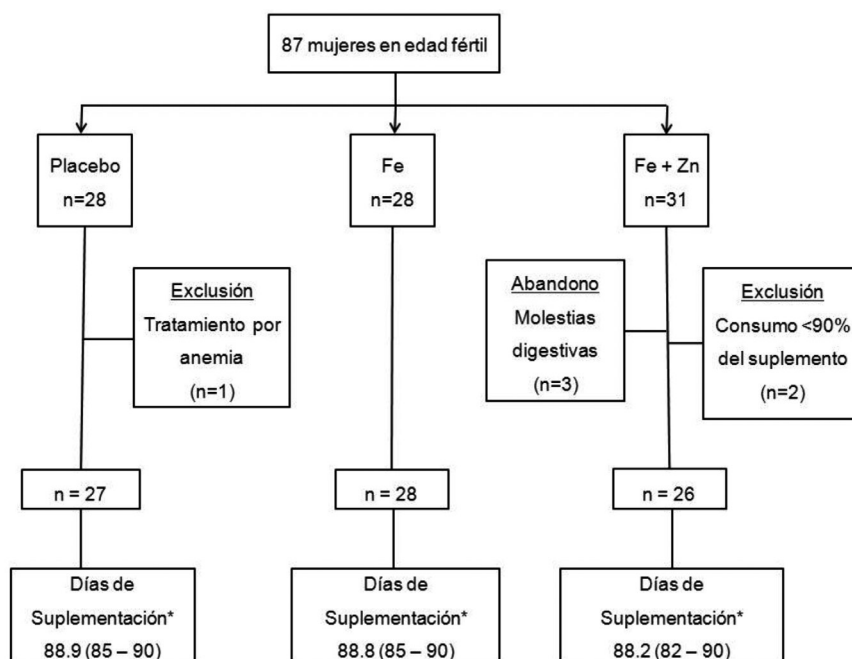 87 mujeres en edad fértil
Placebo
n=28
Fe
n=28
Fe + Zn
n=31
Exclusión
Tratamiento por
anemia
(n=1)
Abandono
Molestias
digestivas
(n=3)
Exclusión
Consumo <90%
del suplemento
(n=2)
n = 27
n = 28
n = 26
Días de
Suplementación*
88.9 (85 – 90)
Días de
Suplementación*
88.8 (85 – 90)
Días de
Suplementación*
88.2 (82 – 90)